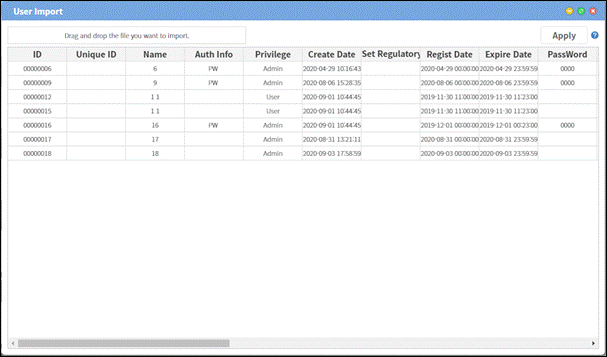 User Import
Drag and drop the file you want to import.
Apply
ID Unique ID Name Auth Info Privilege Create Date Set Regulatory Regist Date Expire Date PassWord
00000006 6 PW Admin 2020-04-29 10:16:43 2020-04-29 00:00:00 2020-04-29 23:59:59 0000
00000009 9 PW Admin 2020-08-06 15:28:35 2020-08-06 00:00:00 2020-08-06 23:59:59 0000
00000012 1 1 User 2020-09-01 10:44:45 2019-11-30 11:00:00 2019-11-30 11:23:00
00000015 1 1 User 2020-09-01 10:44:45 2019-11-30 11:00:00 2019-11-30 11:23:00
00000016 16 PW Admin 2020-09-01 10:44:45 2019-12-01 00:00:00 2019-12-01 00:23:00 0000
00000017 17 Admin 2020-08-31 13:21:11 2020-08-31 00:00:00 2020-08-31 23:59:59
00000018 18 Admin 2020-09-03 17:58:59 2020-09-03 00:00:00 2020-09-03 23:59:59